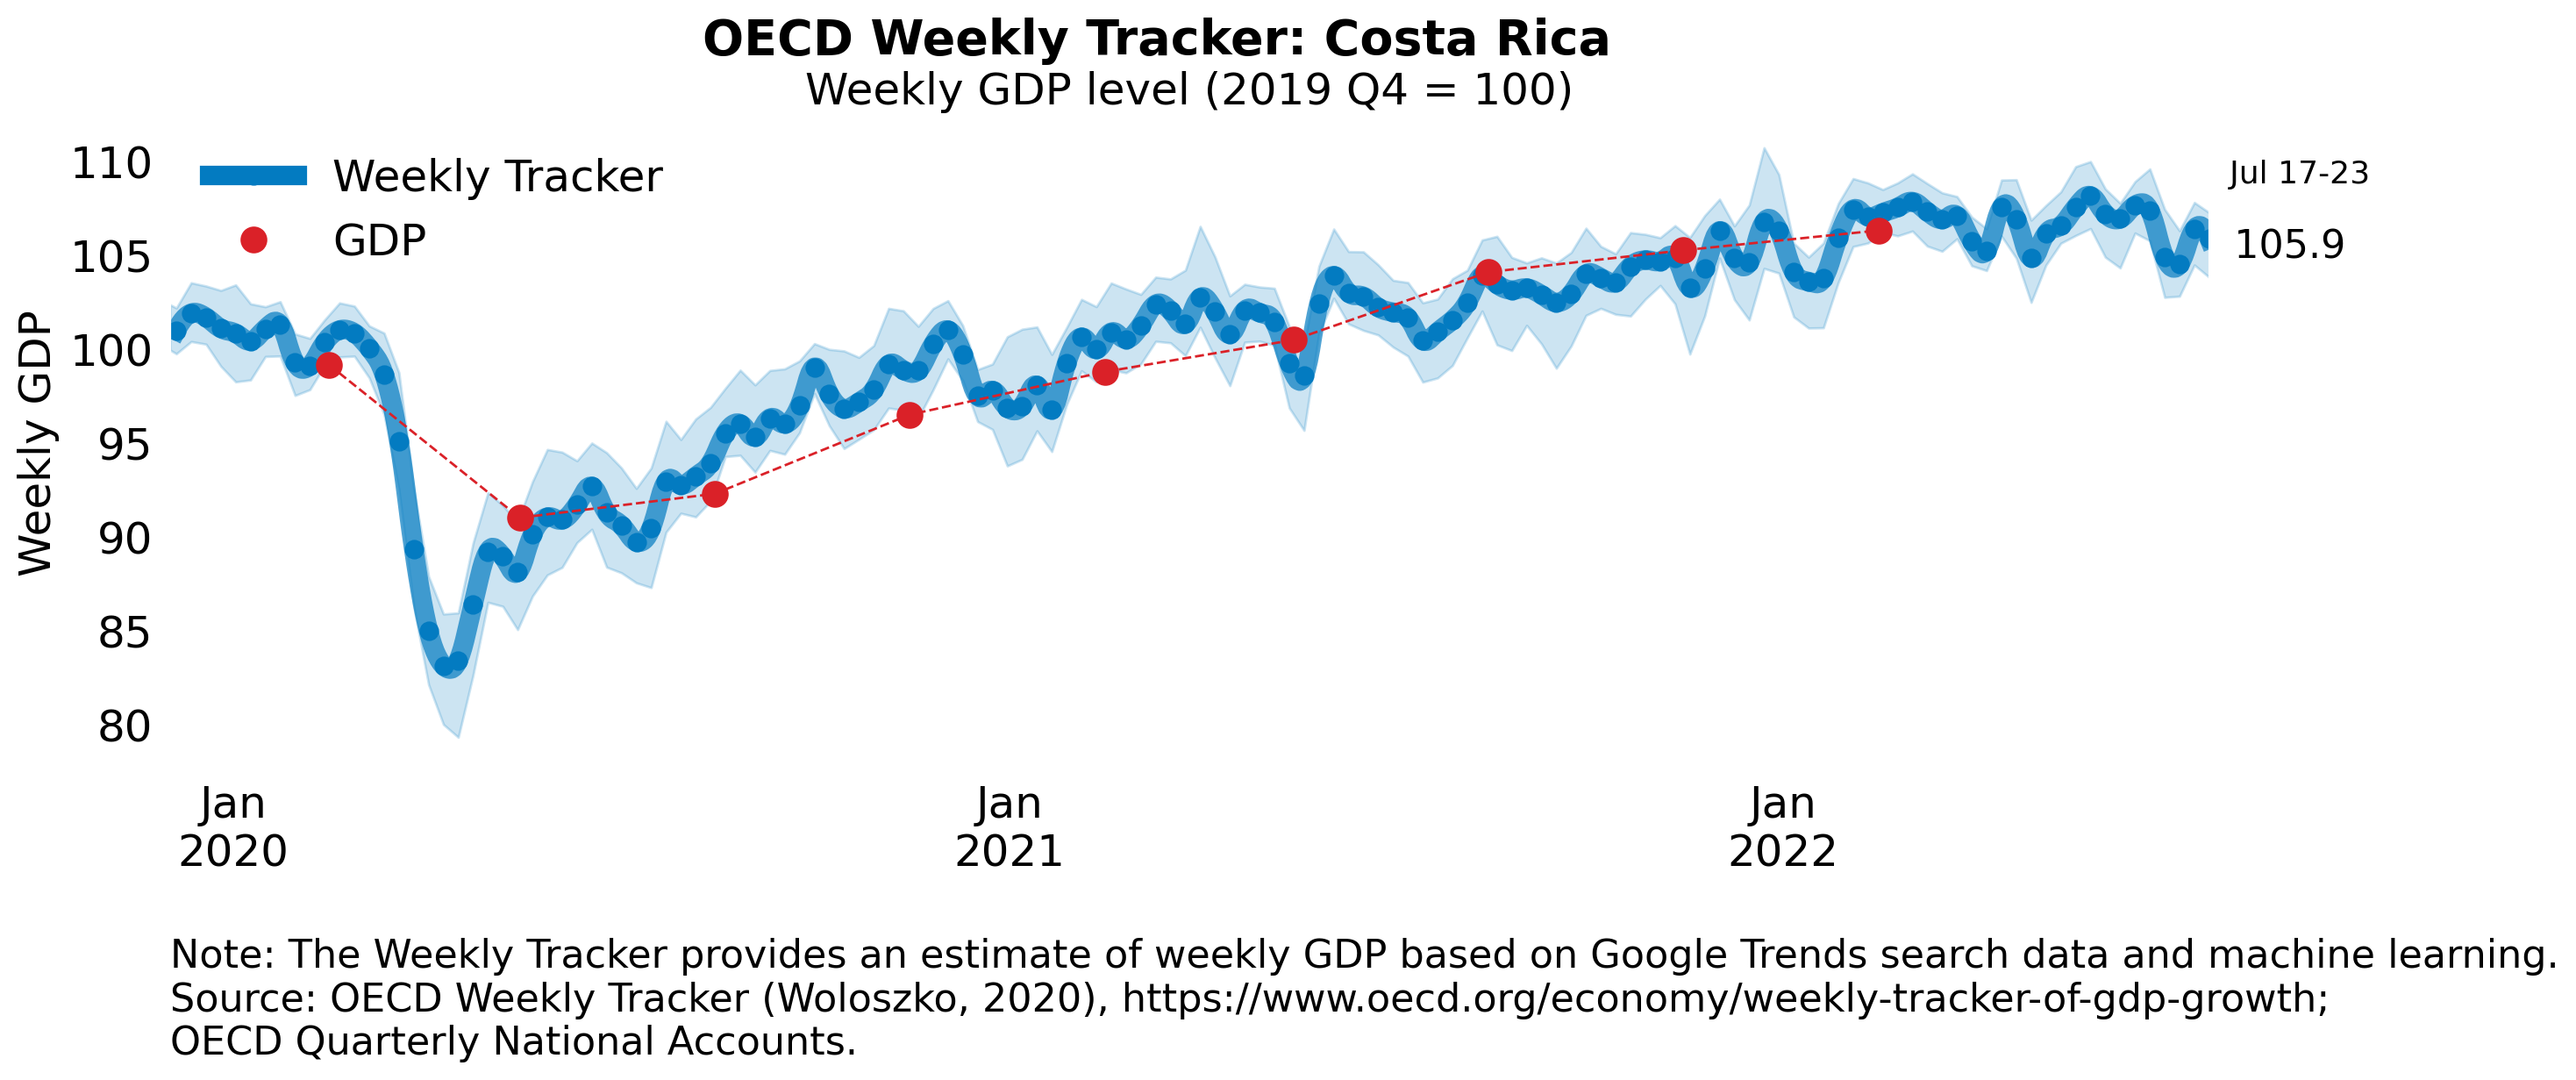 OECD Weekly Tracker: Costa Rica
Weekly GDP level (2019 Q4 = 100)
Weekly Tracker
GDP
Weekly GDP
110
105
100
95
90
85
80
Jul 17-23
105.9
Jan
2020
Jan
2021
Jan
2022
Note: The Weekly Tracker provides an estimate of weekly GDP based on Google Trends search data and machine learning.
Source: OECD Weekly Tracker (Woloszko, 2020), https://www.oecd.org/economy/weekly-tracker-of-gdp-growth;
OECD Quarterly National Accounts.